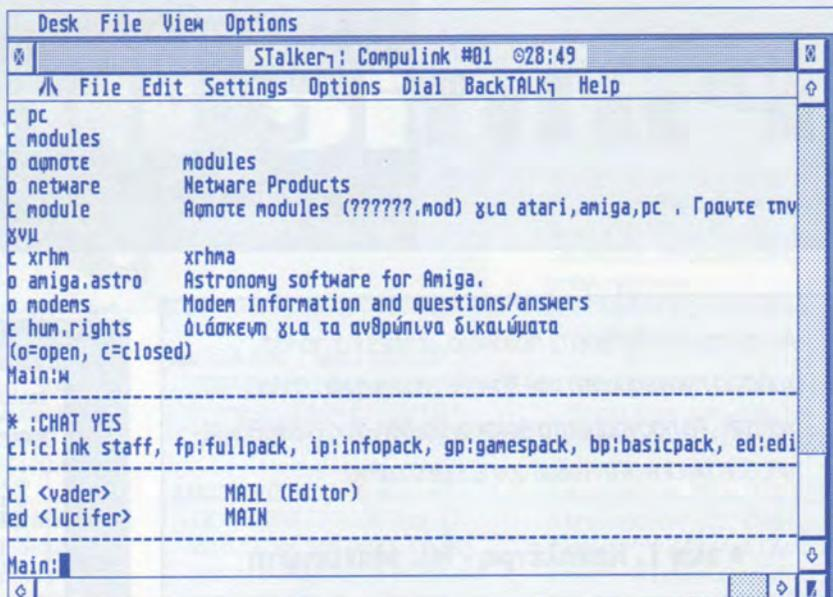 Desk File View Options
STalker┐: Compulink #01 ©28:49
File Edit Settings Options Dial BackTALK┐ Help
c pc
c modules
o αφηστε modules
o netware Netware Products
c module Αφηστε modules (??????.mod) για atari,amiga,pc . Γραψτε την
γνμ
c xrhm xrhma
o amiga.astro Astronomy software for Amiga.
o modems Modem information and questions/answers
c hum.rights Διάσκεψη για τα ανθρώπινα δικαιώματα
(o=open, c=closed)
Main:w
* :CHAT YES
cl:clink staff, fp:fullpack, ip:infopack, gp:gamespack, bp:basicpack, ed:edi
cl <vader> MAIL (Editor)
ed <lucifer> MAIN
Main: